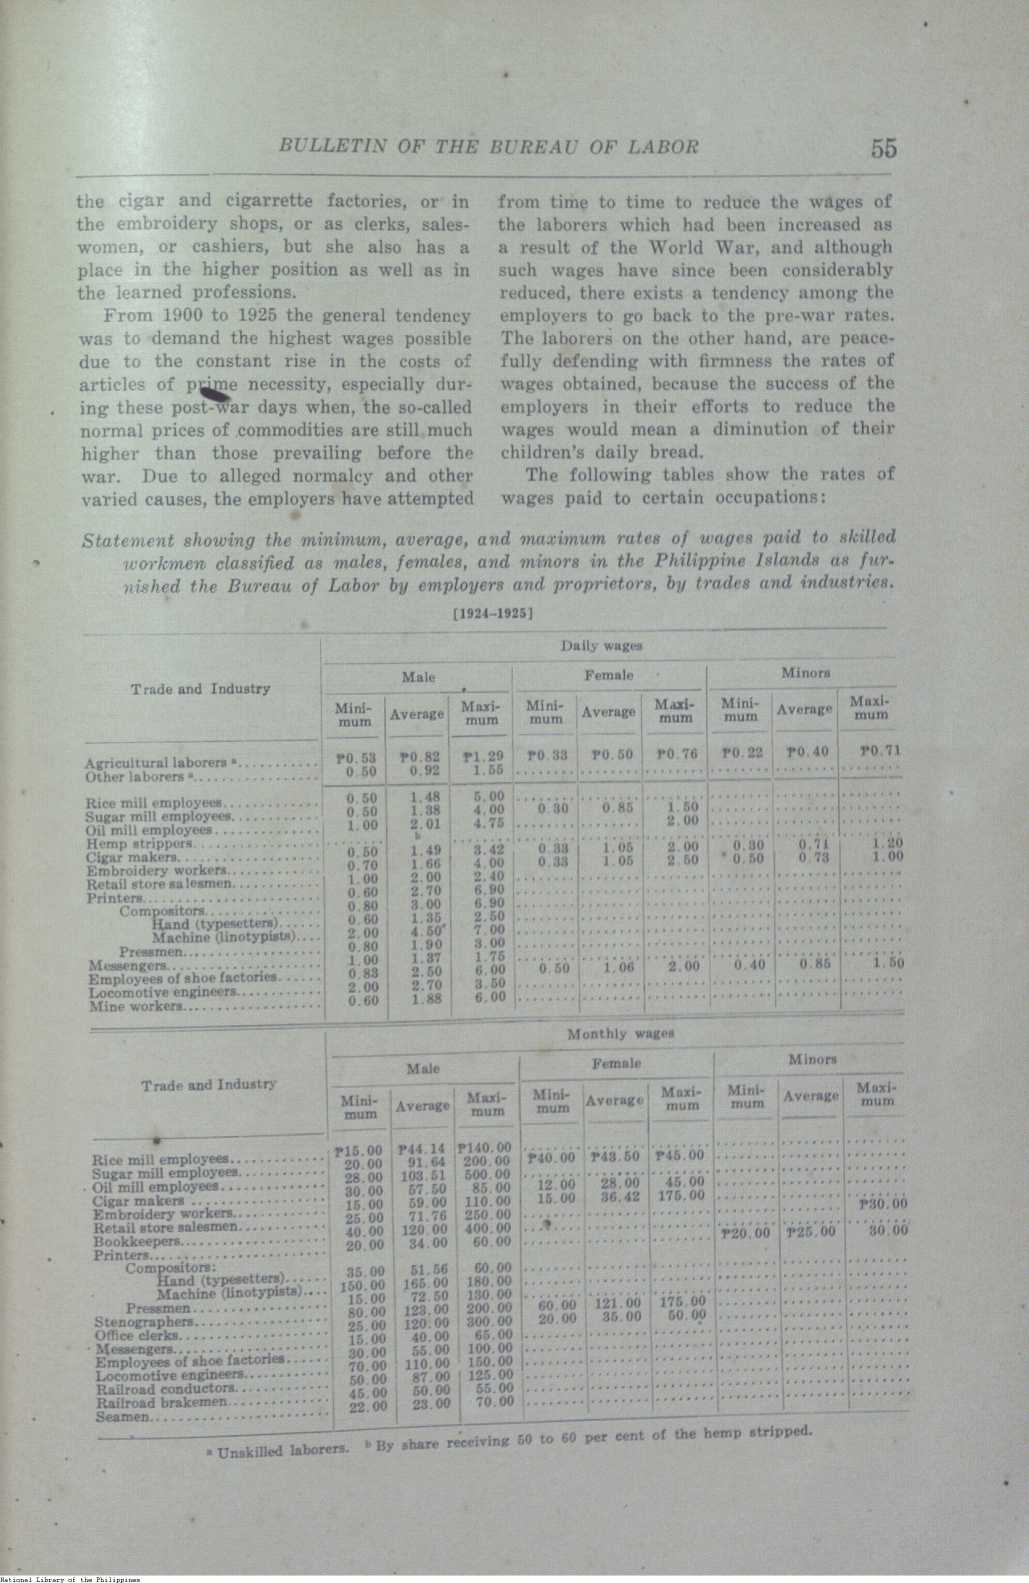 BULLETIN OF THE BUREAU OF LABOR 55
the cigar and cigarrette factories, or in
the embroidery shops, or as clerks, sales-
women, or cashiers, but she also has a
place in the higher position as well as in
the learned professions.
From 1900 to 1925 the general tendency
was to demand the highest wages possible
due to the constant rise in the costs of
articles of prime necessity, especially dur-
ing these post-war days when, the so-called
normal prices of commodities are still much
higher than those prevailing before the
war. Due to alleged normalcy and other
varied causes, the employers have attempted
from time to time to reduce the wages of
the laborers which had been increased as
a result of the World War, and although
such wages have since been considerably
reduced, there exists a tendency among the
employers to go back to the pre-war rates.
The laborers on the other hand, are peace-
fully defending with firmness the rates of
wages obtained, because the success of the
employers in their efforts to reduce the
wages would mean a diminution of their
children's daily bread.
The following tables show the rates of
wages paid to certain occupations:
Statement showing the minimum, average, and maximum rates of wages paid to skilled
workmen classified as males, females, and minors in the Philippine Islands as fur-
nished the Bureau of Labor by employers and proprietors, by trades and industries.
[1924-1925]
Trade and Industry Daily wages
Male Female Minors
Mini-mum Average Maxi-mum Mini-mum Average Maxi-mum Mini-mum Average Maxi-mum
Agricultural laborers a ₱0.53 ₱0.82 ₱1.29 ₱0.33 ₱0.50 ₱0.76 ₱0.22 ₱0.40 ₱0.71
Other laborers a 0.50 0.92 1.55
Rice mill employees 0.50 1.48 5.00
Sugar mill employees 0.50 1.38 4.00 0.30 0.85 1.50
Oil mill employees 1.00 2.01 4.75 2.00
Hemp strippers b
Cigar makers 0.50 1.49 3.42 0.33 1.05 2.00 0.30 0.71 1.20
Embroidery workers 0.70 1.66 4.00 0.33 1.05 2.50 0.50 0.73 1.00
Retail store salesmen 1.00 2.00 2.40
Printers 0.60 2.70 6.90
Compositors 0.80 3.00 6.90
Hand (typesetters) 0.60 1.35 2.50
Machine (linotypists) 2.00 4.50 7.00
Pressmen 0.80 1.90 3.00
Messengers 1.00 1.37 1.75
Employees of shoe factories 0.83 2.50 6.00 0.50 1.06 2.00 0.40 0.85 1.50
Locomotive engineers 2.00 2.70 3.50
Mine workers 0.60 1.88 6.00
Trade and Industry Monthly wages
Male Female Minors
Mini-mum Average Maxi-mum Mini-mum Average Maxi-mum Mini-mum Average Maxi-mum
Rice mill employees ₱15.00 ₱44.14 ₱140.00
Sugar mill employees 20.00 91.64 200.00 ₱40.00 ₱43.50 ₱45.00
Oil mill employees 28.00 103.51 500.00
Cigar makers 30.00 57.50 85.00 12.00 28.00 45.00
Embroidery workers 15.00 59.00 110.00 15.00 36.42 175.00
Retail store salesmen 25.00 71.76 250.00 ₱30.00
Bookkeepers 40.00 120.00 400.00
Printers 20.00 34.00 60.00 ₱20.00 ₱25.00 30.00
Compositors:
Hand (typesetters) 35.00 51.56 60.00
Machine (linotypists) 150.00 165.00 180.00
Pressmen 15.00 72.50 130.00
Stenographers 80.00 123.00 200.00 60.00 121.00 175.00
Office clerks 25.00 120.00 300.00 20.00 35.00 50.00
Messengers 15.00 40.00 65.00
Employees of shoe factories 30.00 55.00 100.00
Locomotive engineers 70.00 110.00 150.00
Railroad conductors 50.00 87.00 125.00
Railroad brakemen 45.00 50.00 55.00
Seamen 22.00 23.00 70.00
a Unskilled laborers. b By share receiving 50 to 60 per cent of the hemp stripped.
National Library of the Philippines